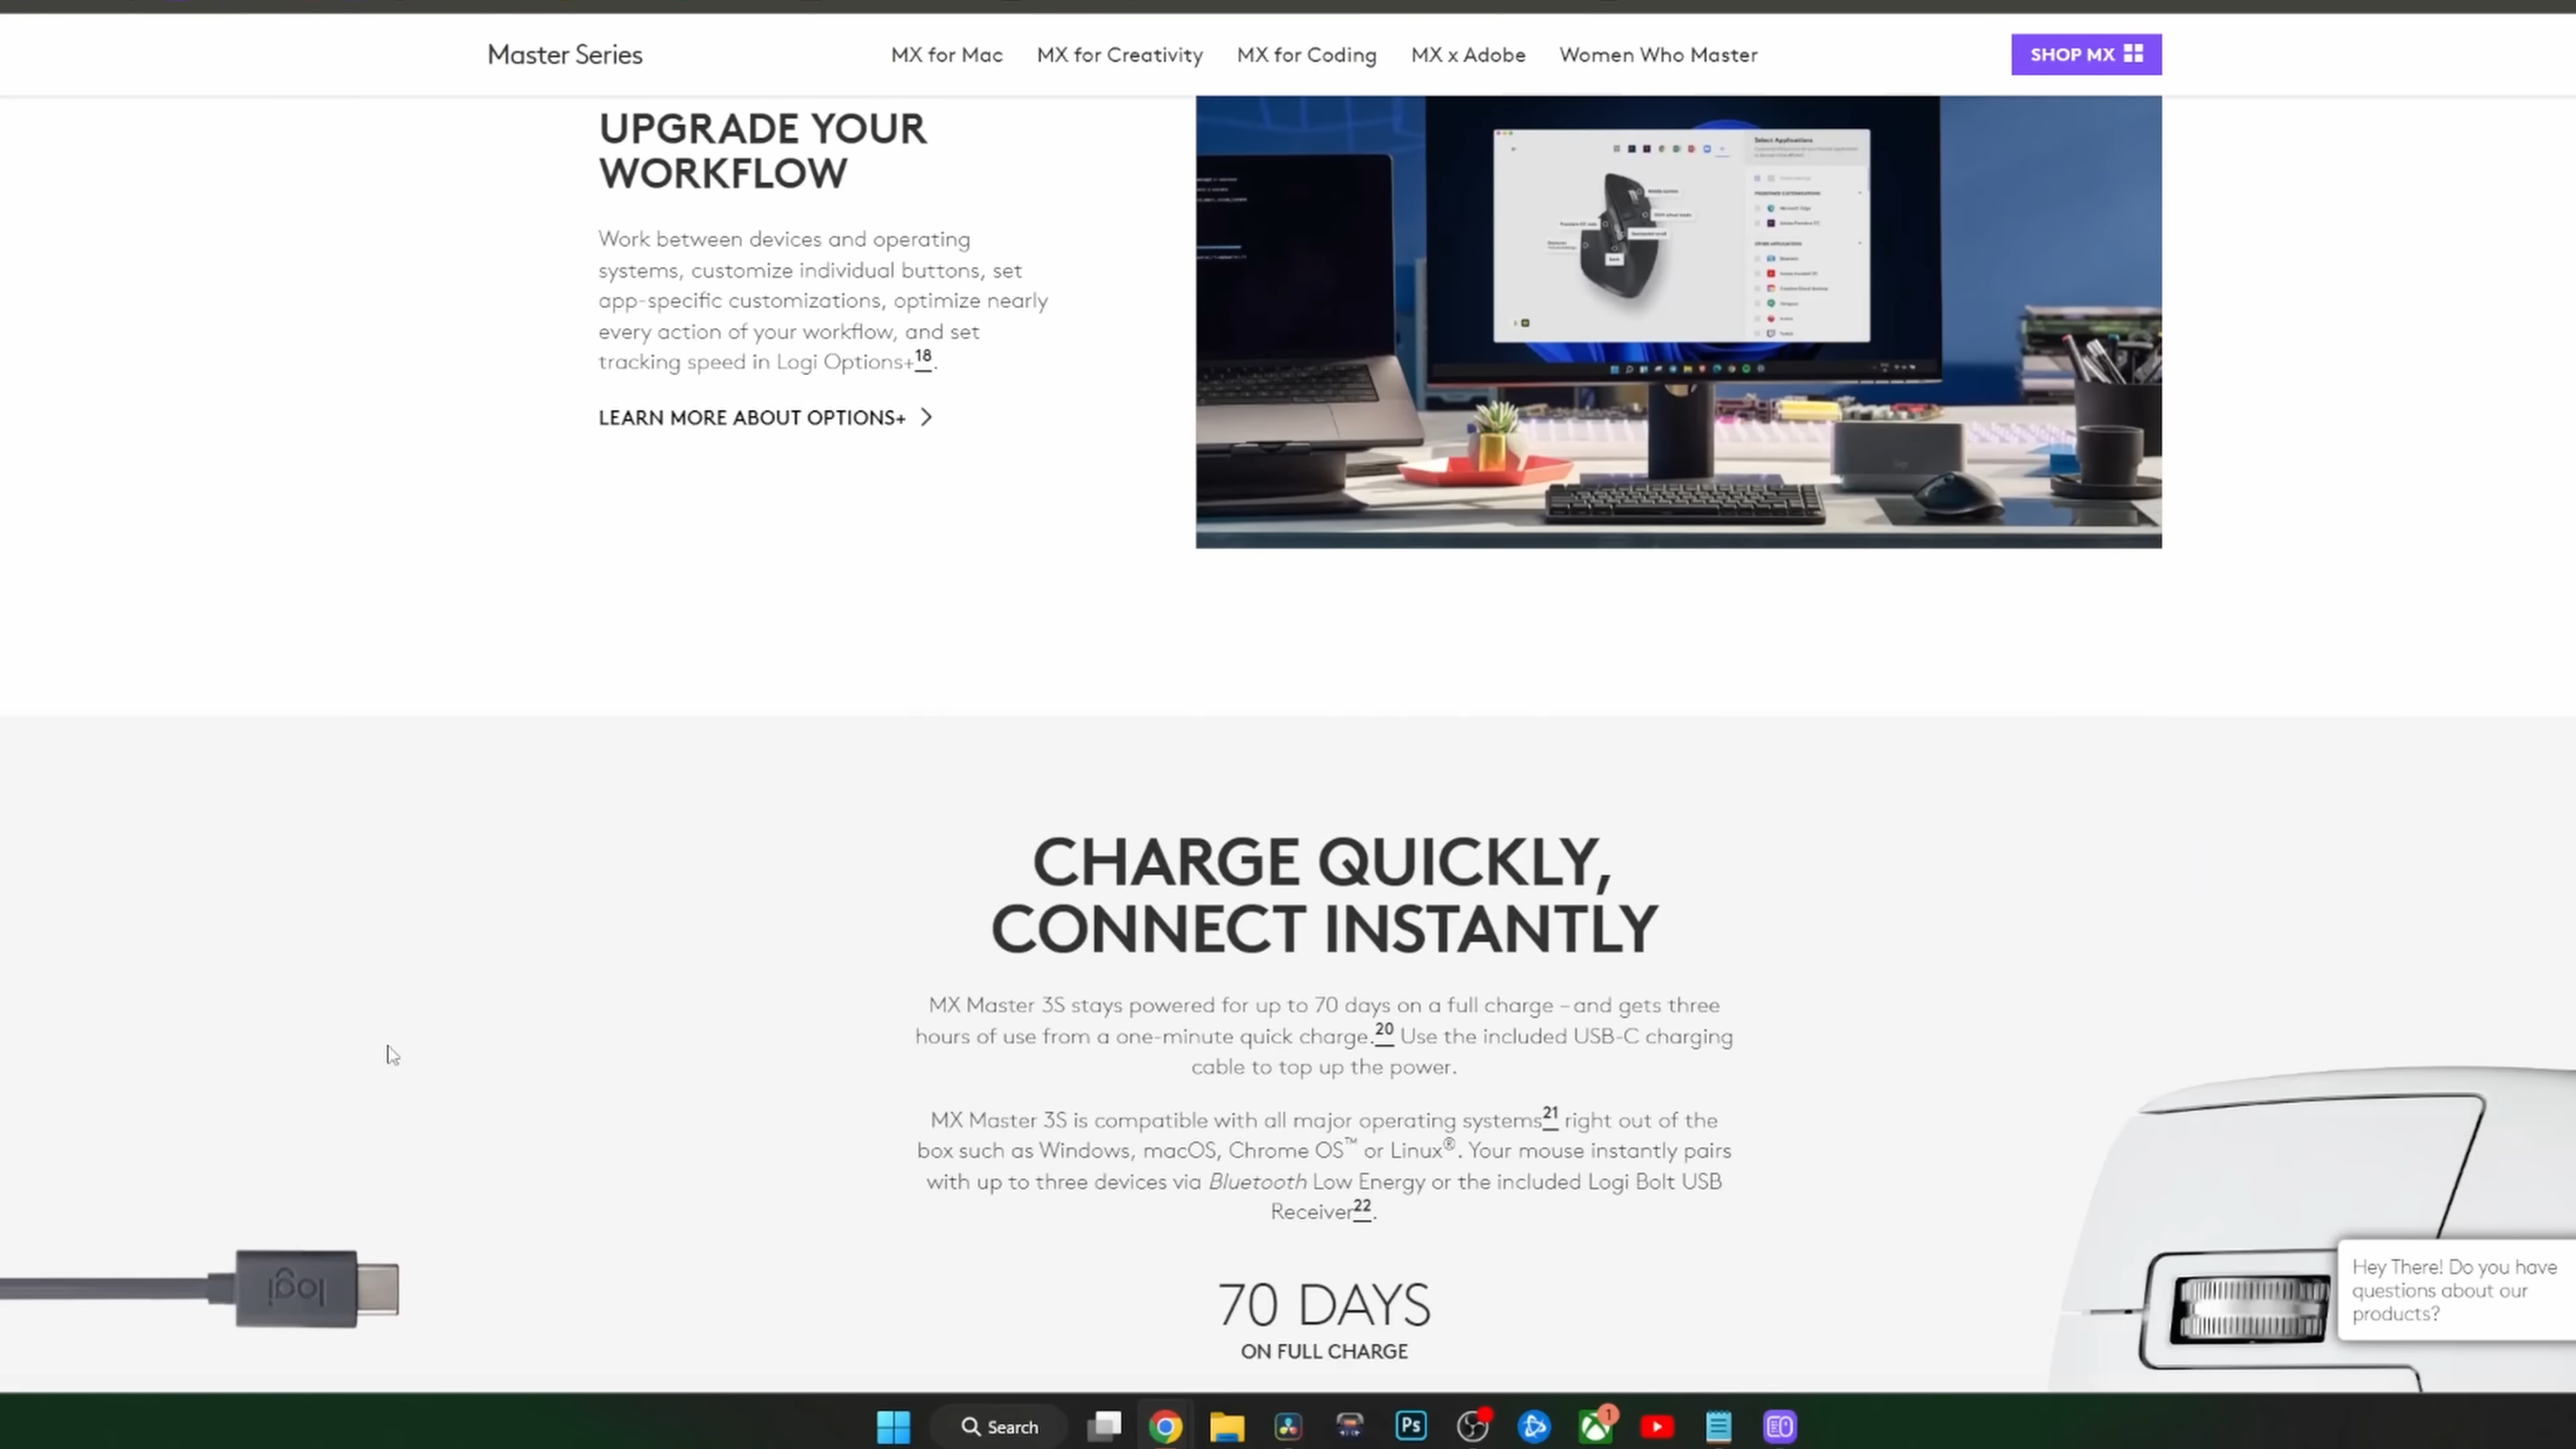 Master Series
MX for Mac
MX for Creativity
MX for Coding
MX x Adobe
Women Who Master
SHOP MX
UPGRADE YOUR
WORKFLOW
Work between devices and operating
systems, customize individual buttons, set
app-specific customizations, optimize nearly
every action of your workflow, and set
tracking speed in Logi Options+18.
LEARN MORE ABOUT OPTIONS+
Select Applications
Microsoft Edge
CHARGE QUICKLY,
CONNECT INSTANTLY
MX Master 3S stays powered for up to 70 days on a full charge – and gets three
hours of use from a one-minute quick charge.20 Use the included USB-C charging
cable to top up the power.
MX Master 3S is compatible with all major operating systems21 right out of the
box such as Windows, macOS, Chrome OS™ or Linux®. Your mouse instantly pairs
with up to three devices via Bluetooth Low Energy or the included Logi Bolt USB
Receiver22.
logi
70 DAYS
ON FULL CHARGE
Hey There! Do you have
questions about our
products?
Search
Ps
1